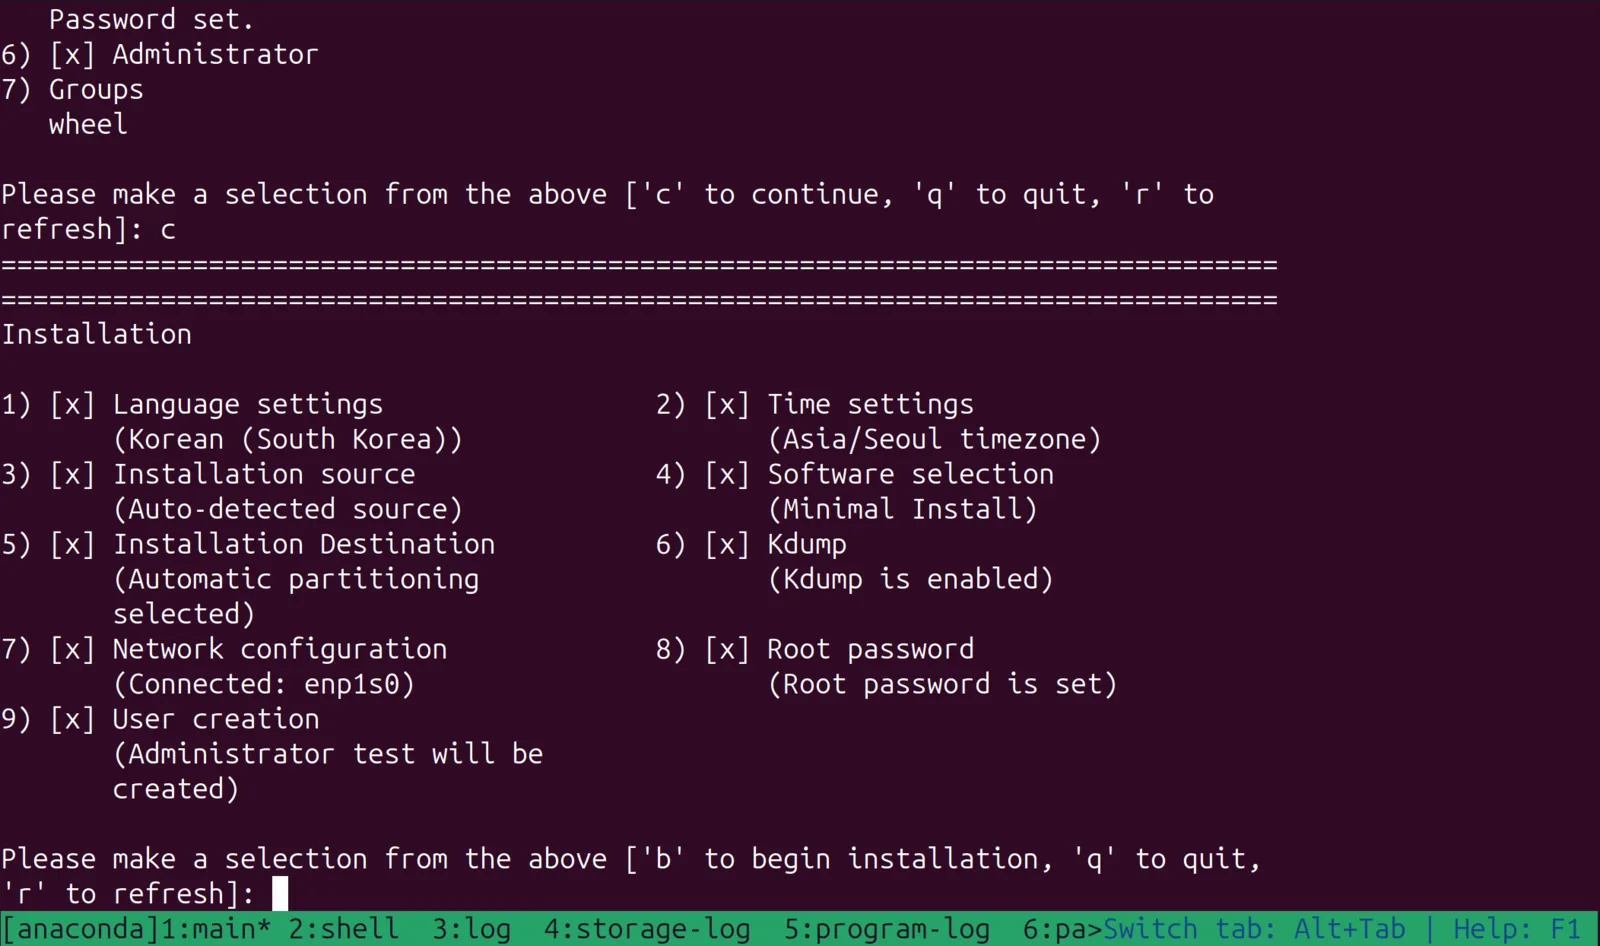 Password set.
6) [x] Administrator
7) Groups
wheel
Please make a selection from the above ['c' to continue, 'q' to quit, 'r' to
refresh]: c
================================================================================
================================================================================
Installation
1) [x] Language settings 2) [x] Time settings
(Korean (South Korea)) (Asia/Seoul timezone)
3) [x] Installation source 4) [x] Software selection
(Auto-detected source) (Minimal Install)
5) [x] Installation Destination 6) [x] Kdump
(Automatic partitioning (Kdump is enabled)
selected)
7) [x] Network configuration 8) [x] Root password
(Connected: enp1s0) (Root password is set)
9) [x] User creation
(Administrator test will be
created)
Please make a selection from the above ['b' to begin installation, 'q' to quit,
'r' to refresh]:
[anaconda]1:main* 2:shell 3:log 4:storage-log 5:program-log 6:pa>Switch tab: Alt+Tab | Help: F1